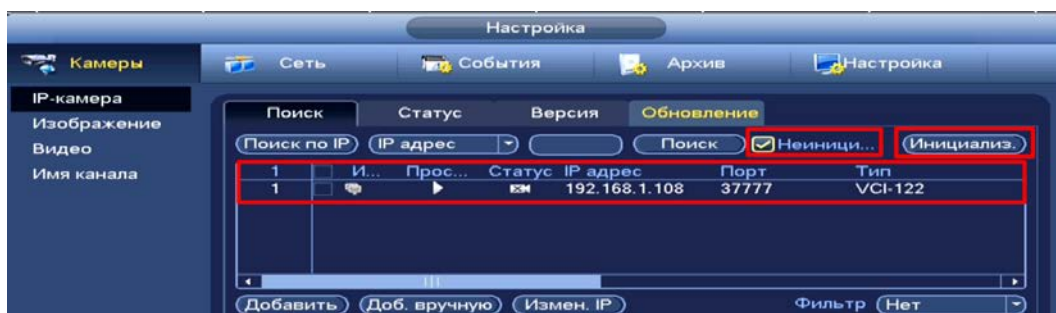 Настройка
Камеры Сеть События Архив Настройка
IP-камера
Изображение
Видео
Имя канала
Поиск Статус Версия Обновление
Поиск по IP IP адрес Поиск Неиници... Инициализ.
1 И... Прос... Статус IP адрес Порт Тип
1 192.168.1.108 37777 VCI-122
Добавить Доб. вручную Измен. IP Фильтр Нет